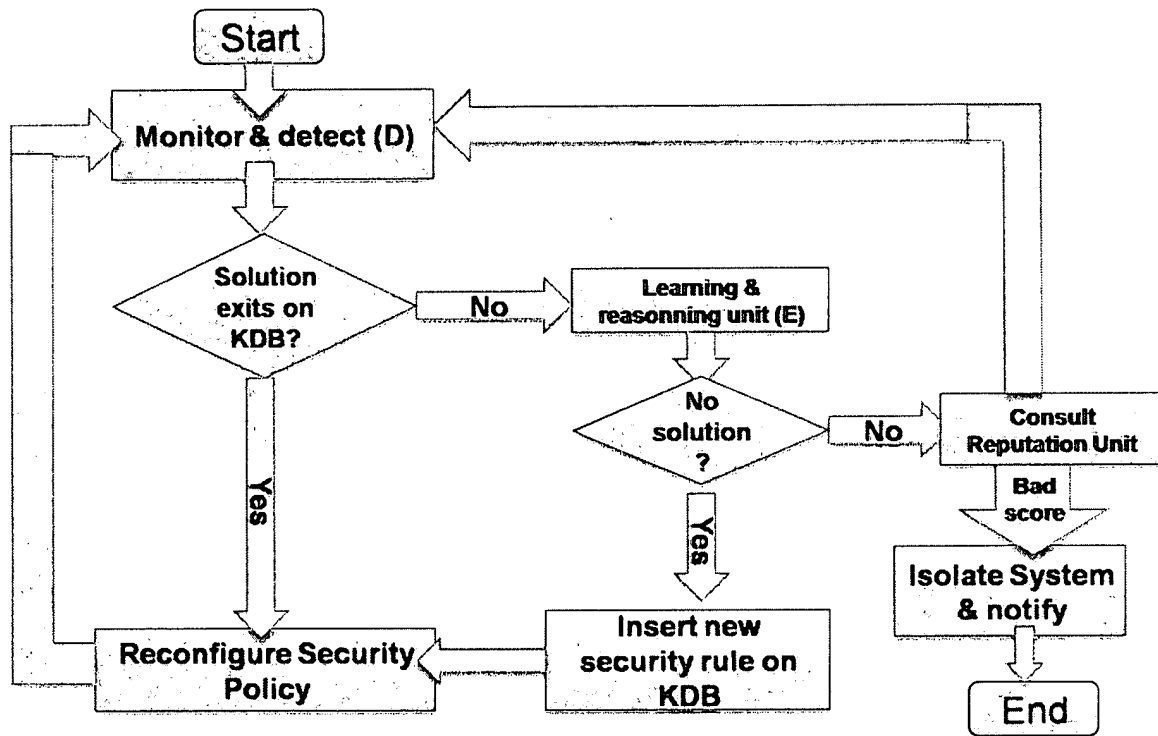 Start
Monitor & detect (D)
Solution
exits on
KDB?
No
Learning &
reasonning unit (E)
No
solution
?
No
Consult
Reputation Unit
Yes
Yes
Bad
score
Isolate System
& notify
Reconfigure Security
Policy
Insert new
security rule on
KDB
End